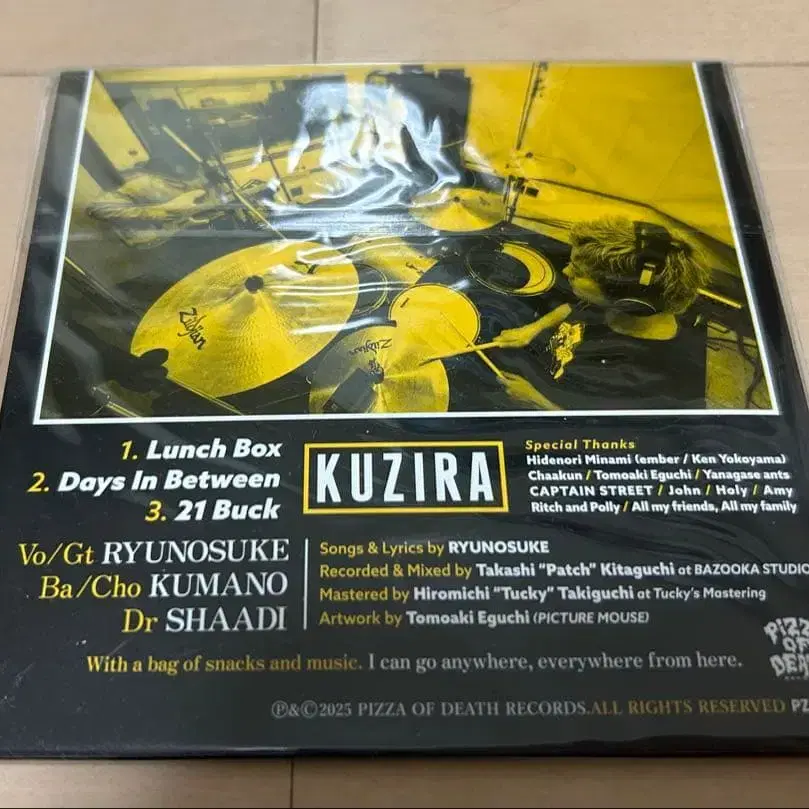 Zildjian
Zildjian
1. Lunch Box
2. Days In Between
3. 21 Buck
KUZIRA
Special Thanks
Hidenori Minami (ember / Ken Yokoyama)
Chaakun / Tomoaki Eguchi / Yanagase ants
CAPTAIN STREET / John / Holy / Amy
Ritch and Polly / All my friends, All my family
Vo/Gt RYUNOSUKE
Ba/Cho KUMANO
Dr SHAADI
Songs & Lyrics by RYUNOSUKE
Recorded & Mixed by Takashi "Patch" Kitaguchi at BAZOOKA STUDIO
Mastered by Hiromichi "Tucky" Takiguchi at Tucky's Mastering
Artwork by Tomoaki Eguchi (PICTURE MOUSE)
PIZZ
OF
DE
With a bag of snacks and music. I can go anywhere, everywhere from here.
℗&©2025 PIZZA OF DEATH RECORDS.ALL RIGHTS RESERVED PZ